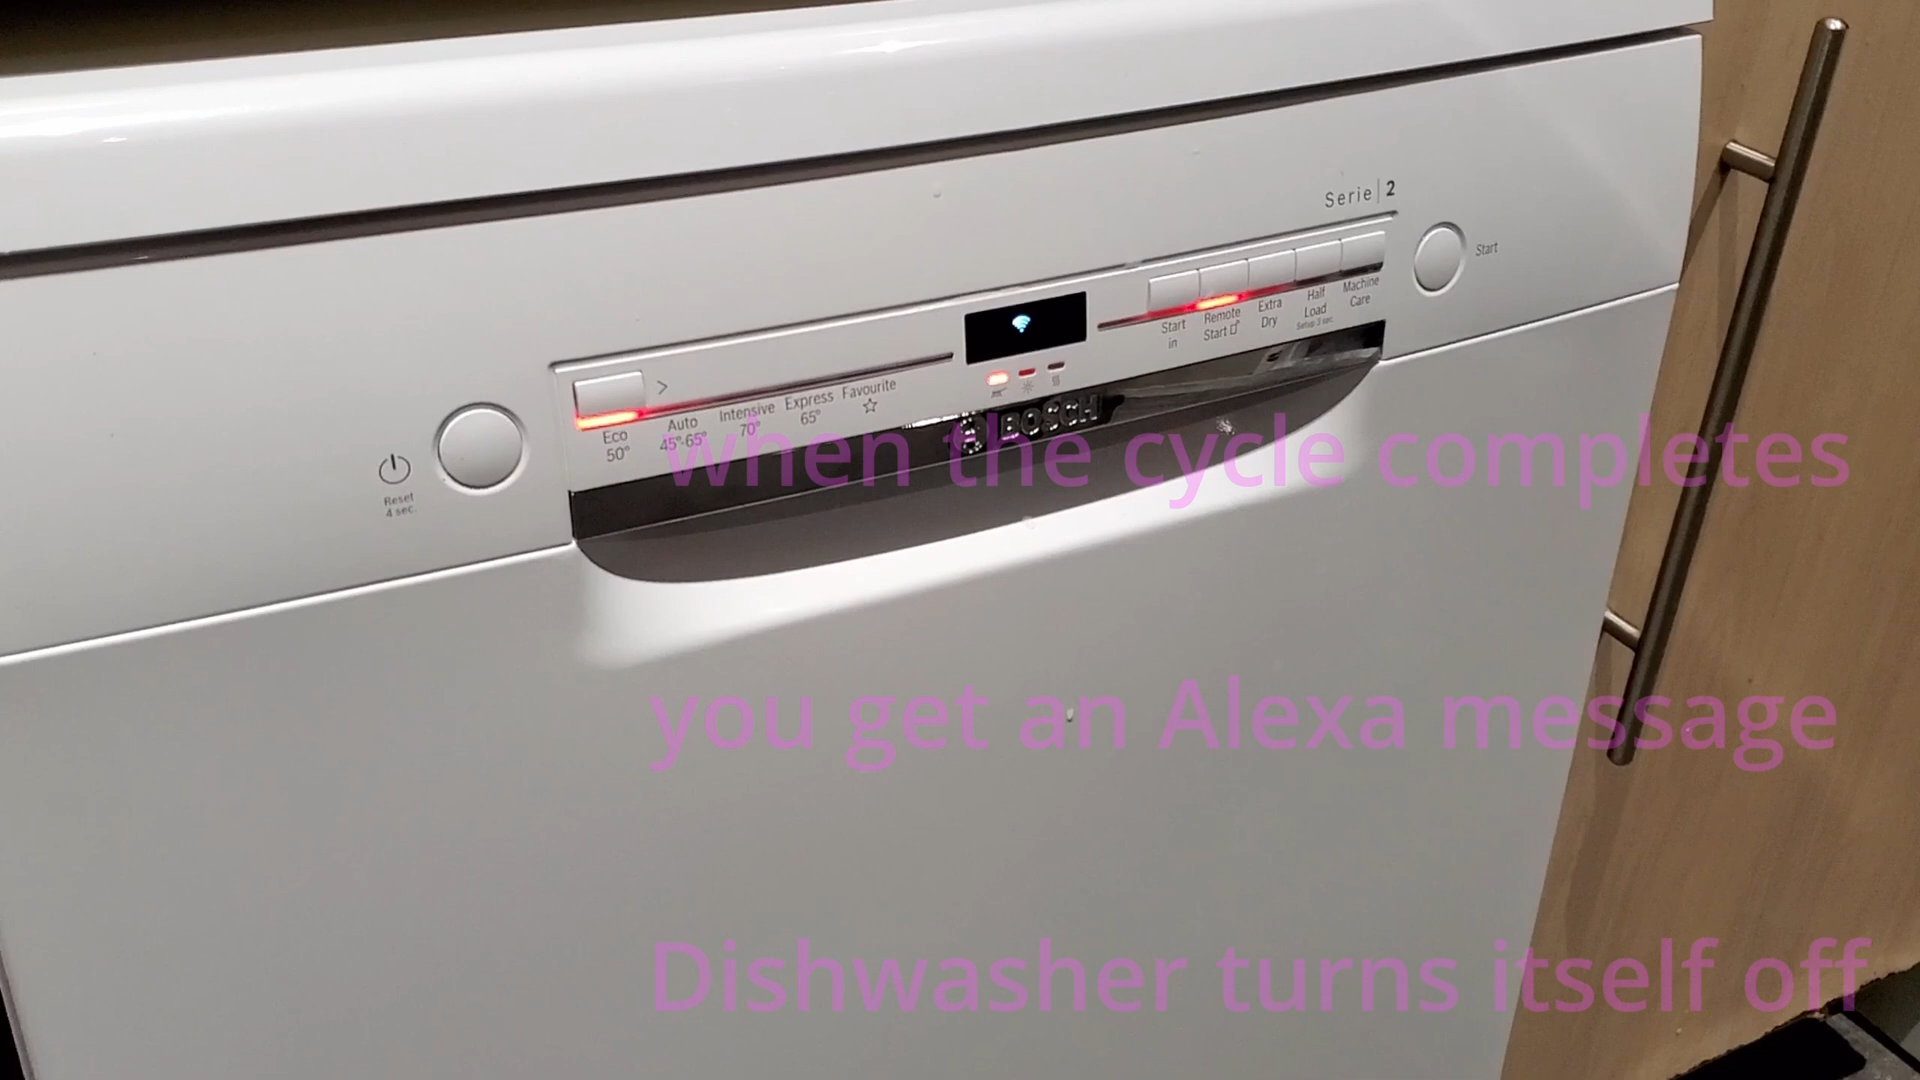 Serie | 2
Start
Start in
Remote Start
Extra Dry
Half Load
Setup 3 sec.
Machine Care
Eco 50°
Auto 45°-65°
Intensive 70°
Express 65°
Favourite
BOSCH
Reset
4 sec.
when the cycle completes
you get an Alexa message
Dishwasher turns itself off